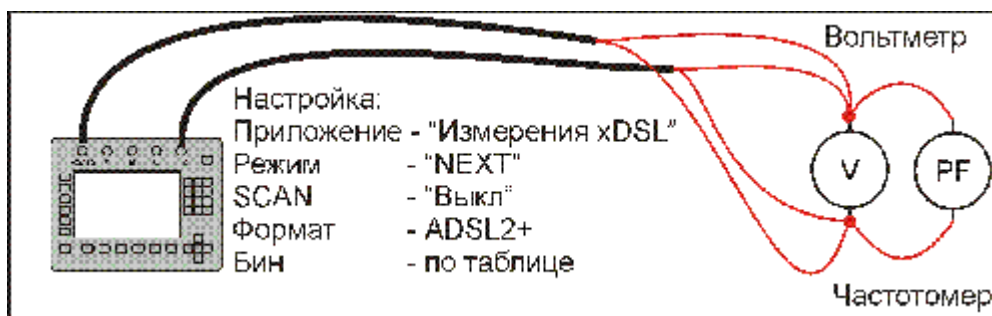 Вольтметр
Настройка:
Приложение - "Измерения xDSL"
Режим - "NEXT"
SCAN - "Выкл"
Формат - ADSL2+
Бин - по таблице
V
PF
Частотомер